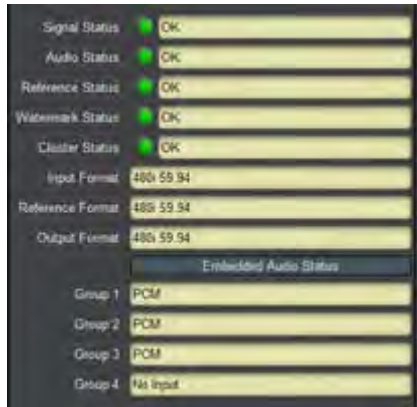 Signal Status OK
Audio Status OK
Reference Status OK
Watermark Status OK
Cluster Status OK
Input Format 480i 59.94
Reference Format 480i 59.94
Output Format 480i 59.94
Embedded Audio Status
Group 1 PCM
Group 2 PCM
Group 3 PCM
Group 4 No Input